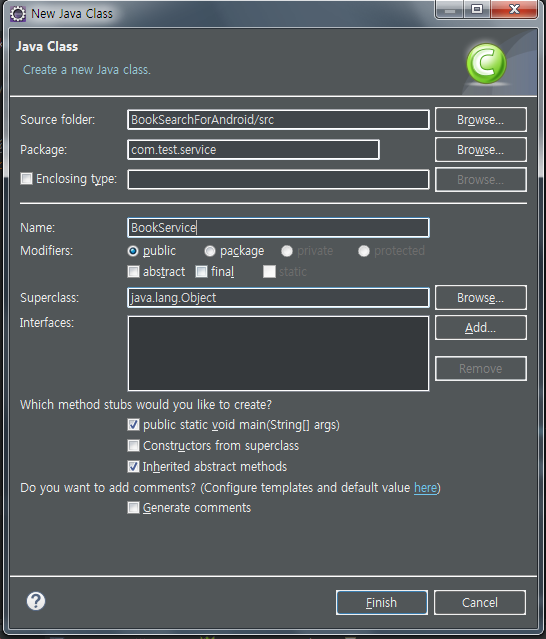 New Java Class
Java Class
Create a new Java class.
C
Source folder: BookSearchForAndroid/src Browse...
Package: com.test.service Browse...
Enclosing type: Browse...
Name: BookService
Modifiers: public package private protected
abstract final static
Superclass: java.lang.Object Browse...
Interfaces: Add...
Remove
Which method stubs would you like to create?
public static void main(String[] args)
Constructors from superclass
Inherited abstract methods
Do you want to add comments? (Configure templates and default value here)
Generate comments
? Finish Cancel